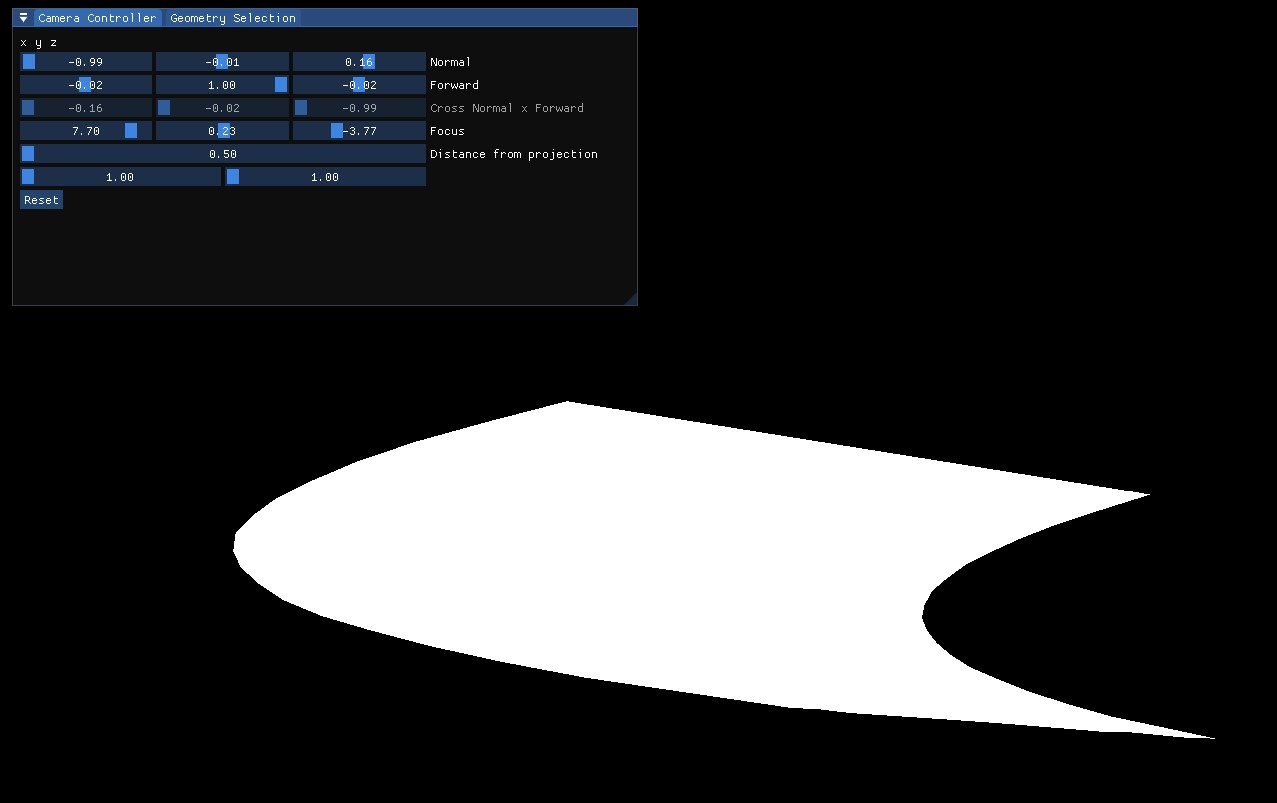 Camera Controller Geometry Selection
x y z
-0.99 -0.01 0.16 Normal
-0.02 1.00 -0.02 Forward
-0.16 -0.02 -0.99 Cross Normal x Forward
7.70 0.23 -3.77 Focus
0.50 Distance from projection
1.00 1.00
Reset